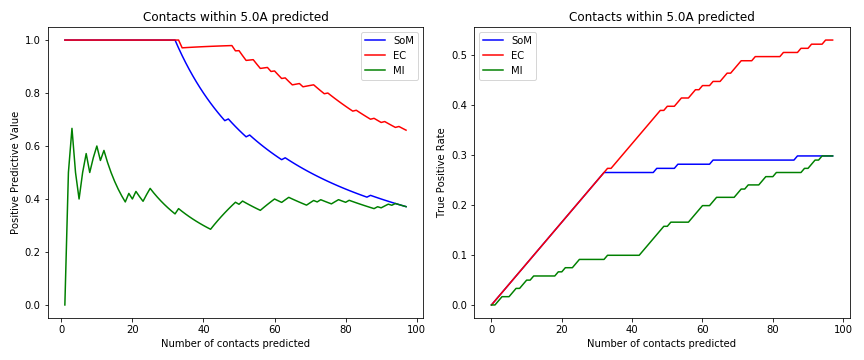 Contacts within 5.0A predicted
Positive Predictive Value
1.0
0.8
0.6
0.4
0.2
0.0
SoM
EC
MI
0 20 40 60 80 100
Number of contacts predicted
Contacts within 5.0A predicted
True Positive Rate
0.5
0.4
0.3
0.2
0.1
0.0
SoM
EC
MI
0 20 40 60 80 100
Number of contacts predicted